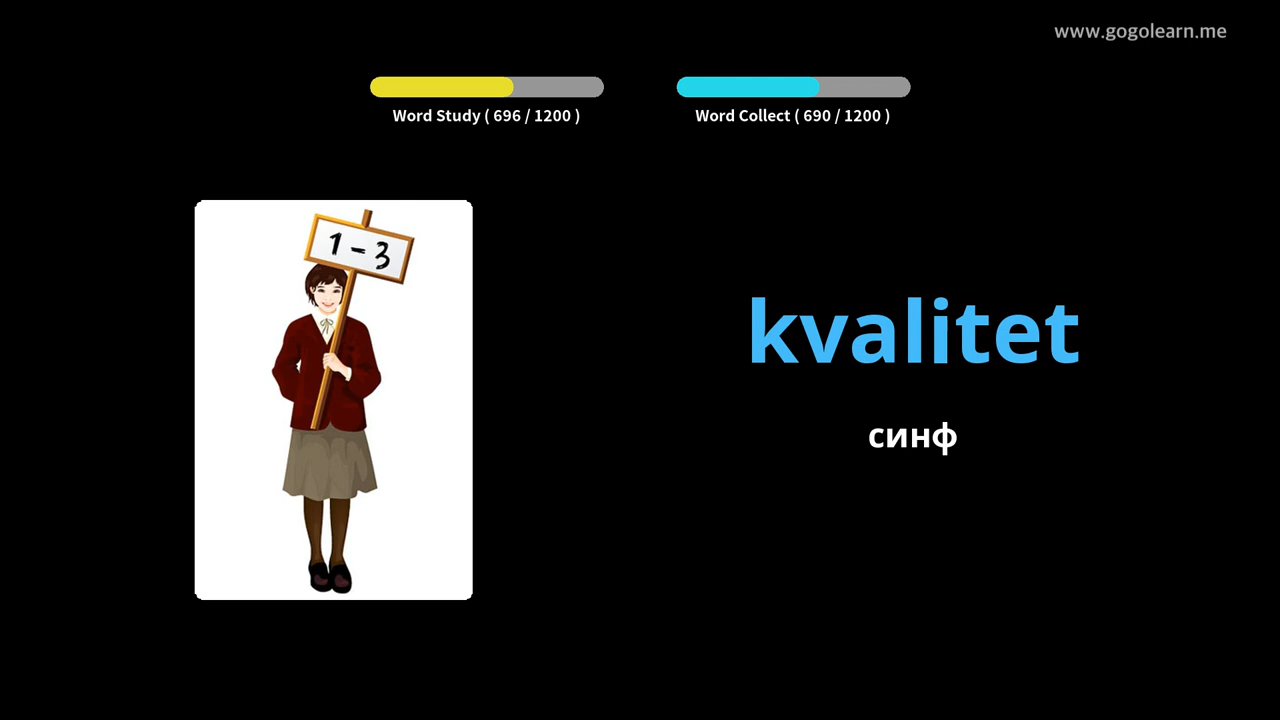 www.gogolearn.me
Word Study ( 696 / 1200 )
Word Collect ( 690 / 1200 )
1 - 3
kvalitet
синф